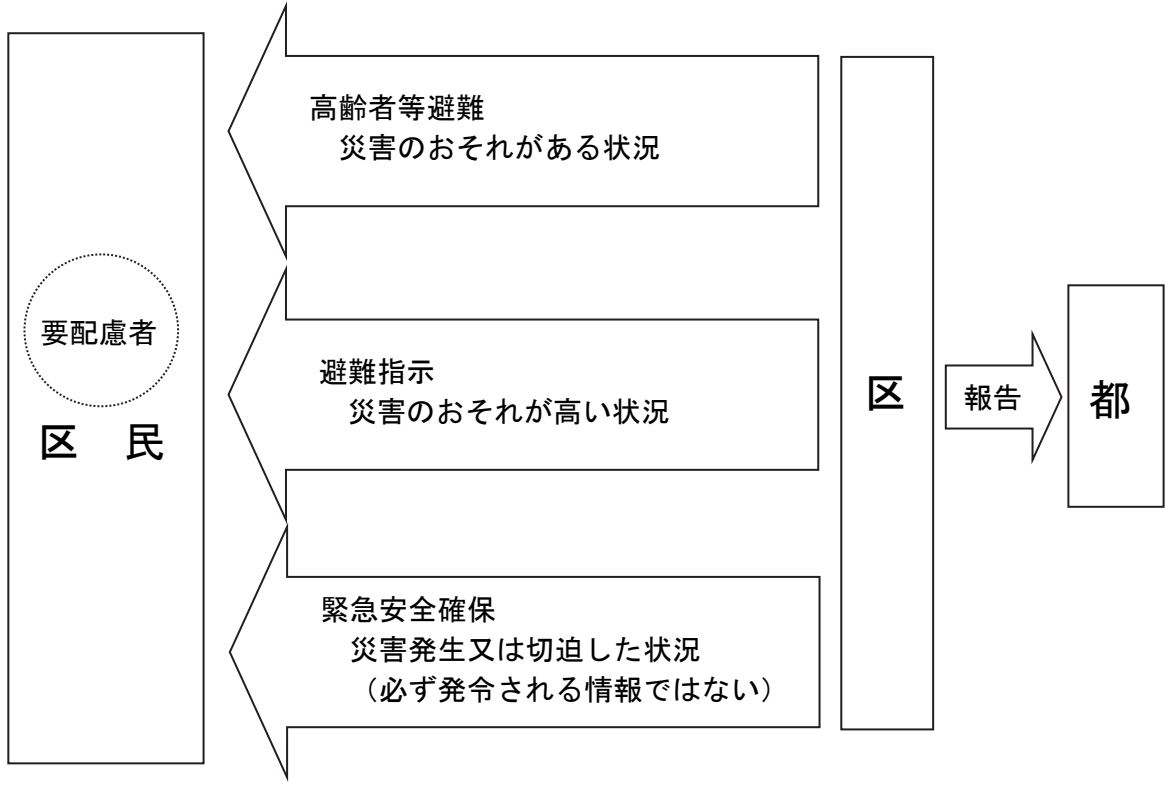 高齢者等避難
災害のおそれがある状況
要配慮者
区　民
避難指示
災害のおそれが高い状況
区
報告
都
緊急安全確保
災害発生又は切迫した状況
（必ず発令される情報ではない）